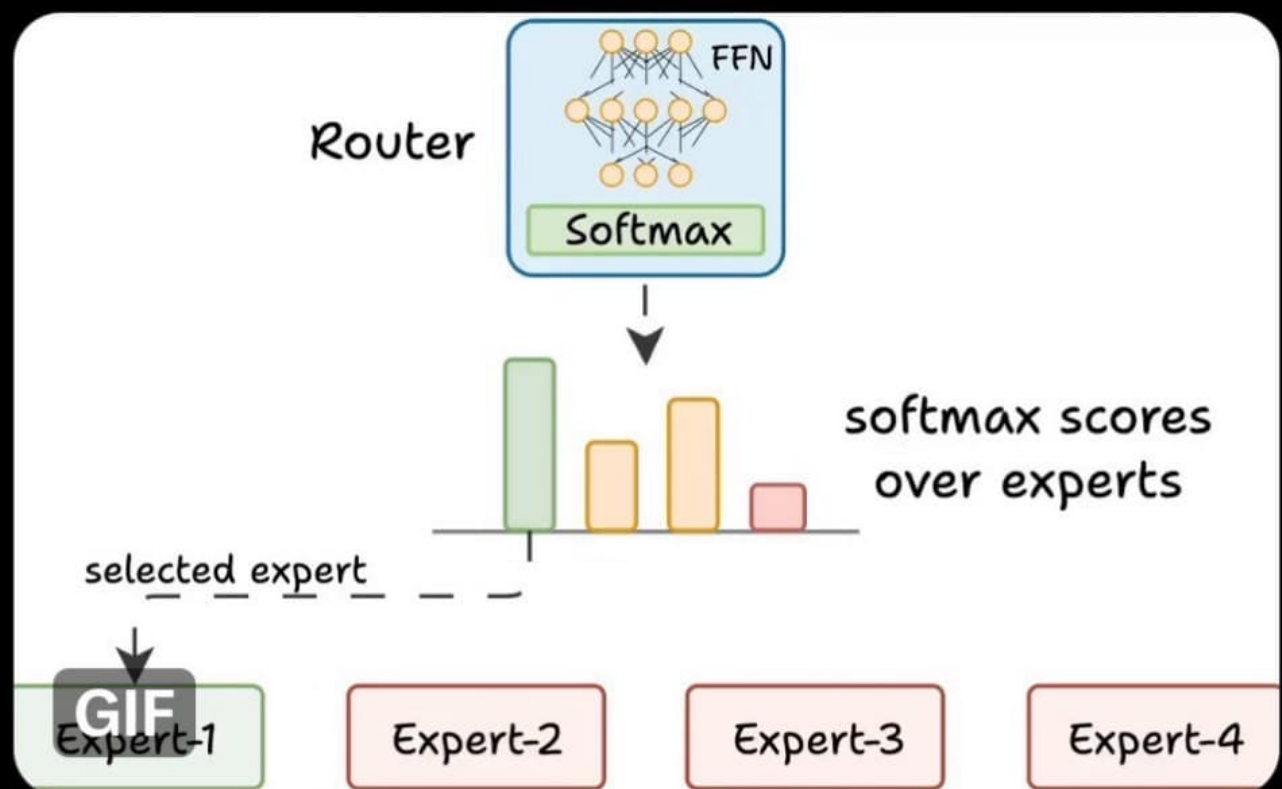 FFN
Router
Softmax
softmax scores
over experts
selected expert
GIF
Expert-1
Expert-2
Expert-3
Expert-4